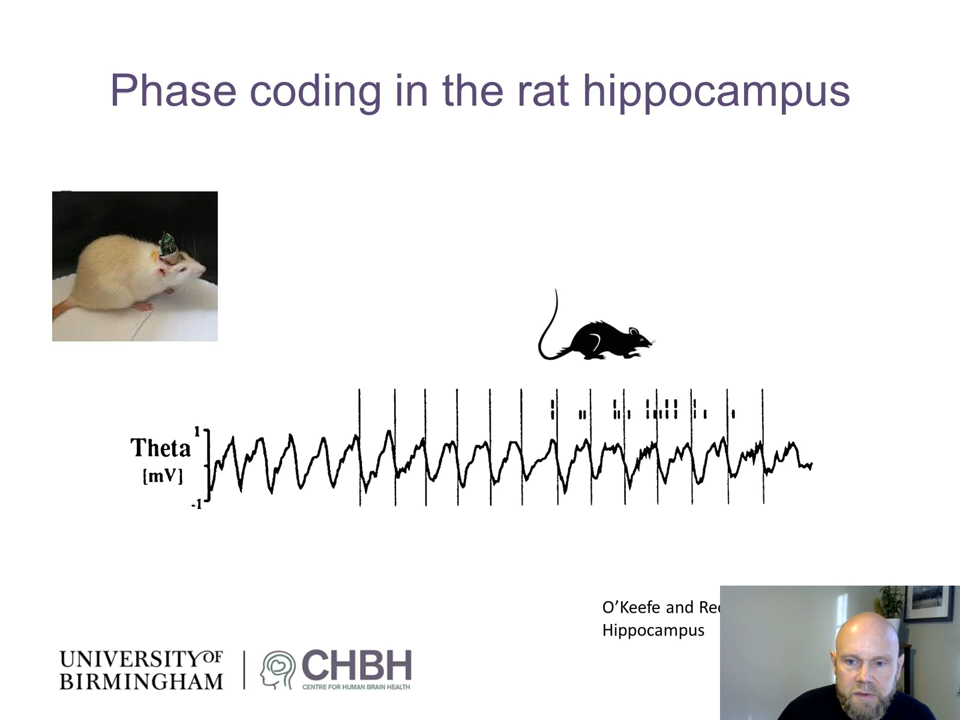 Phase coding in the rat hippocampus
Theta
[mV]
1
-1
O'Keefe and
Hippocampus
UNIVERSITY OF
BIRMINGHAM
CHBH
CENTRE FOR HUMAN BRAIN HEALTH